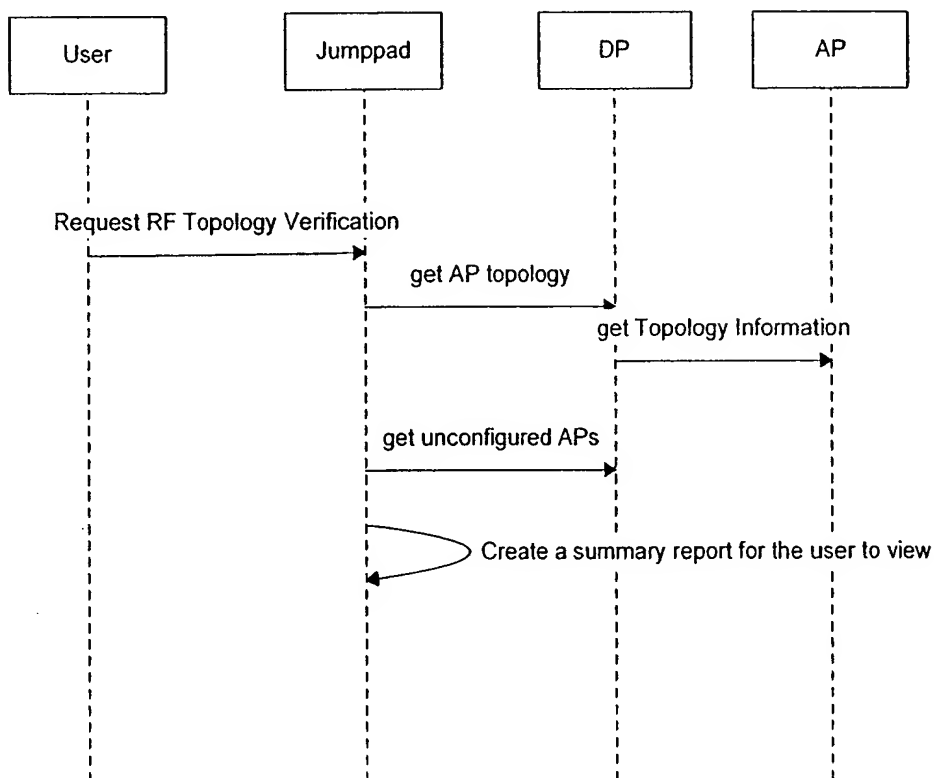 User
Jumppad
DP
AP
Request RF Topology Verification
get AP topology
get Topology Information
get unconfigured APs
Create a summary report for the user to view